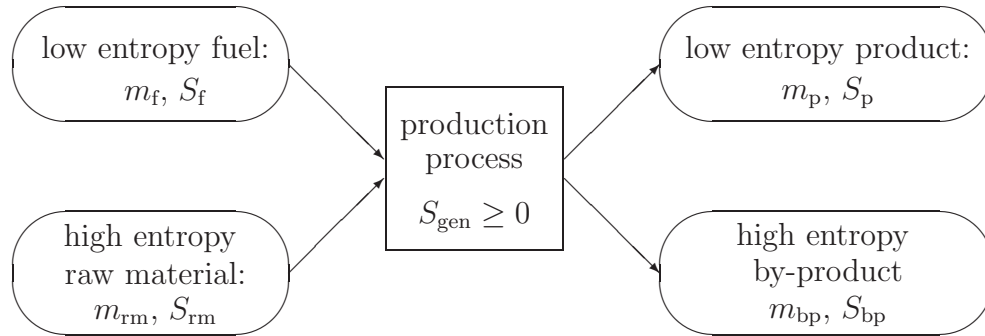 low entropy fuel:
m_f, S_f
low entropy product:
m_p, S_p
production
process
S_gen ≥ 0
high entropy
raw material:
m_rm, S_rm
high entropy
by-product
m_bp, S_bp